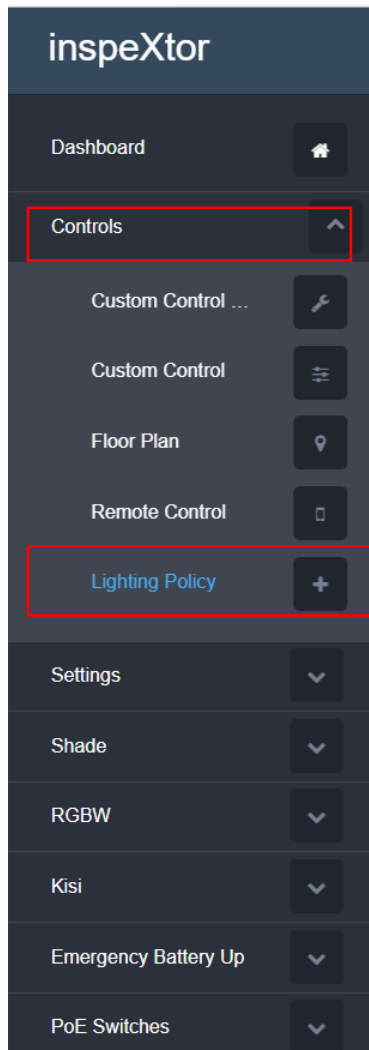 inspeXtor
Dashboard
Controls
Custom Control ...
Custom Control
Floor Plan
Remote Control
Lighting Policy
Settings
Shade
RGBW
Kisi
Emergency Battery Up
PoE Switches